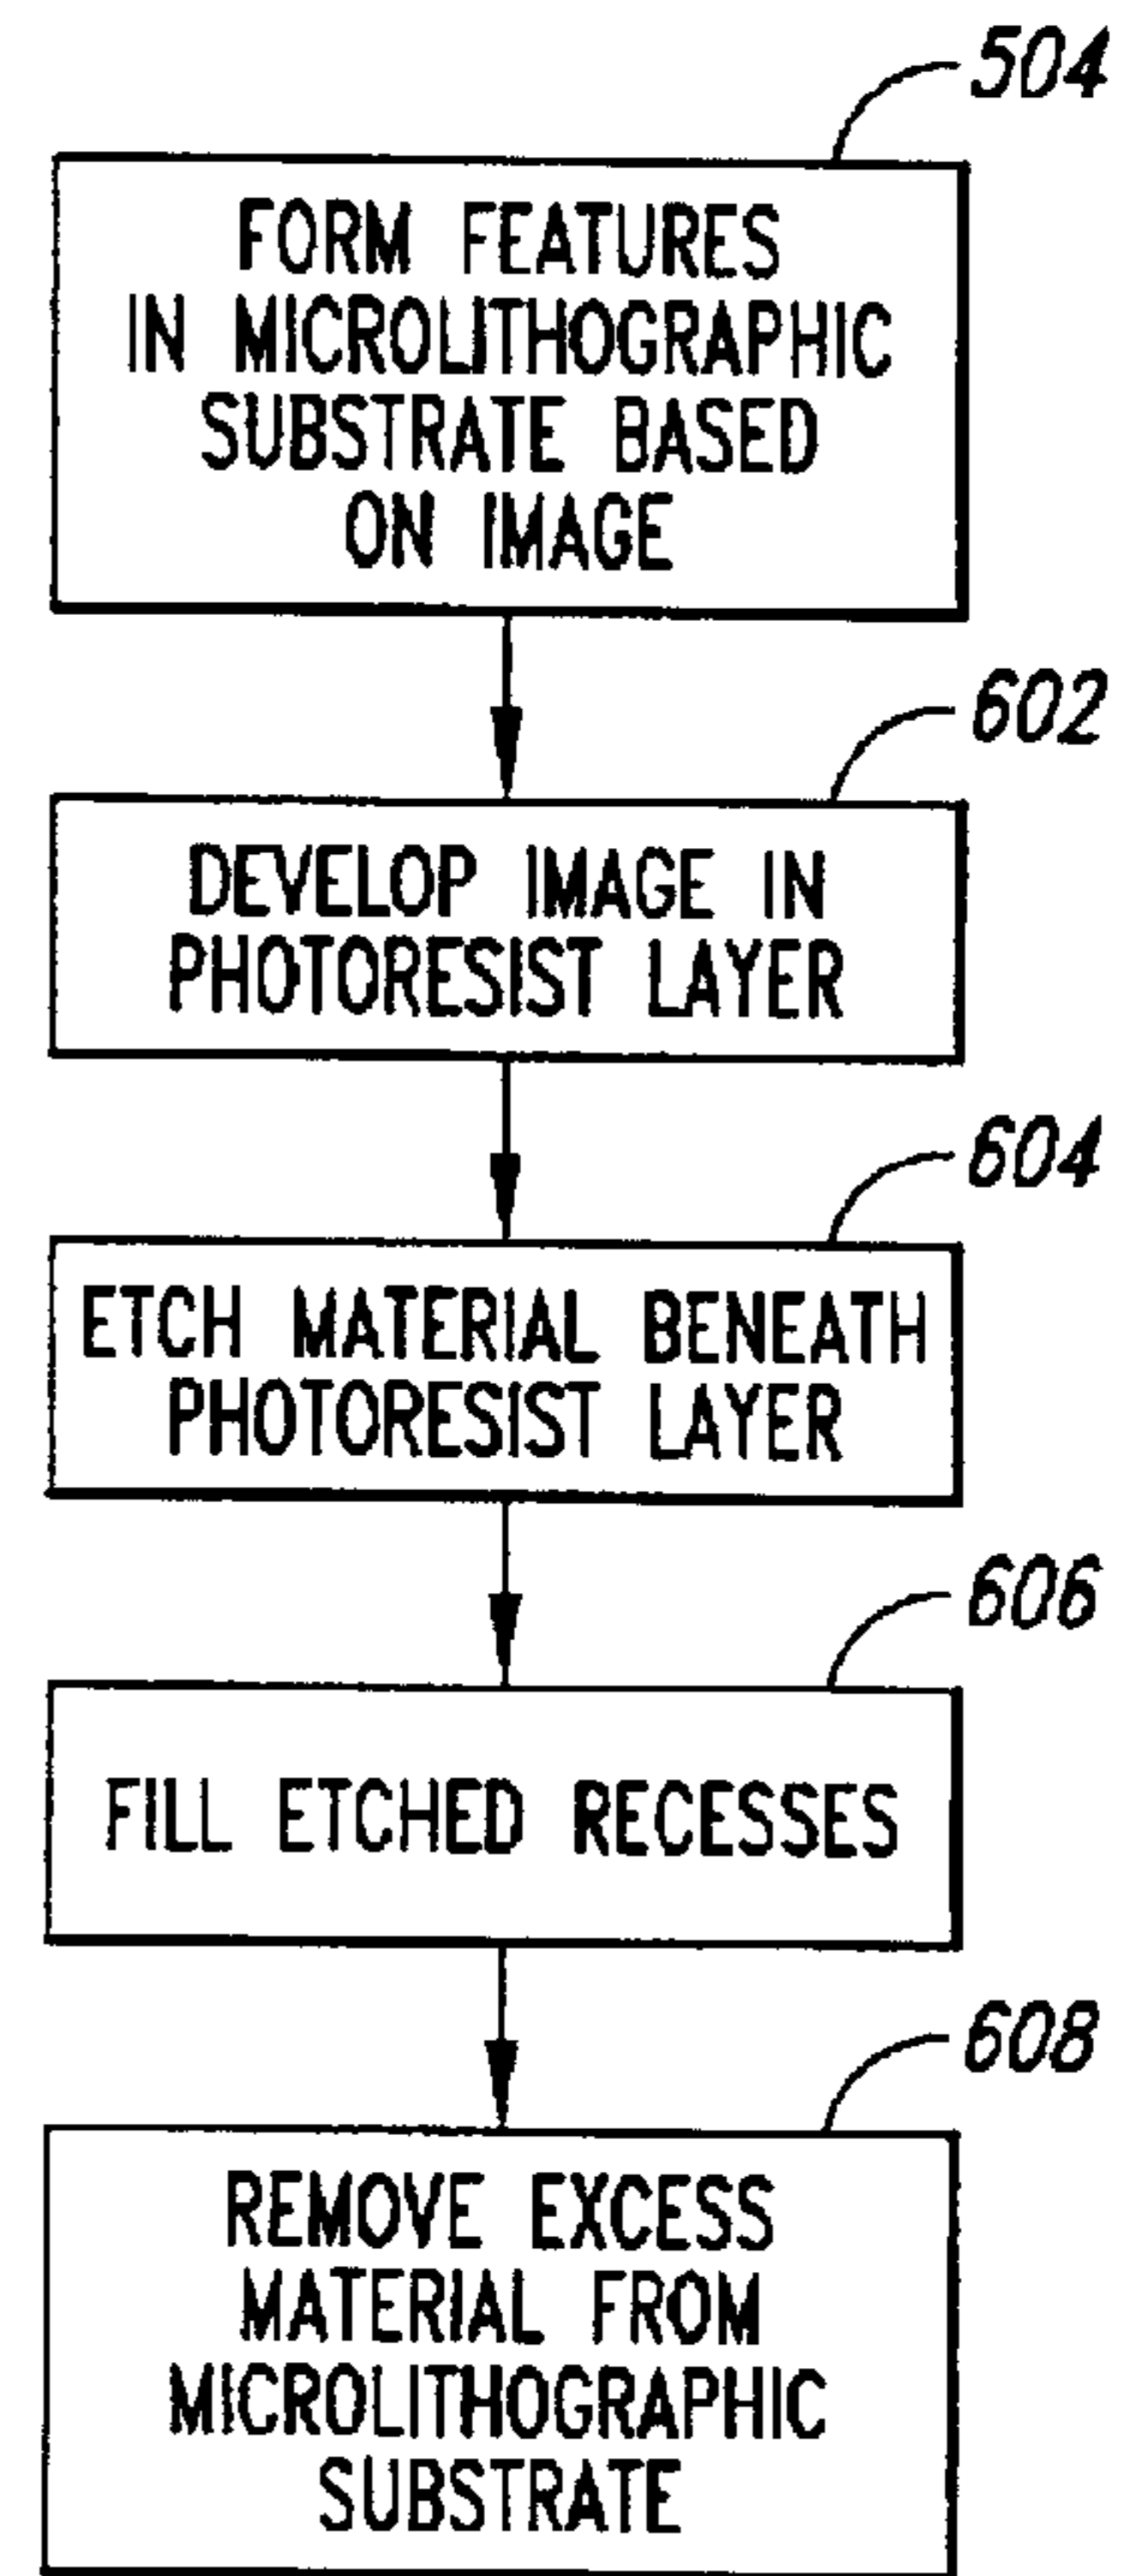 504
FORM FEATURES
IN MICROLITHOGRAPHIC
SUBSTRATE BASED
ON IMAGE
602
DEVELOP IMAGE IN
PHOTORESIST LAYER
604
ETCH MATERIAL BENEATH
PHOTORESIST LAYER
606
FILL ETCHED RECESSES
608
REMOVE EXCESS
MATERIAL FROM
MICROLITHOGRAPHIC
SUBSTRATE